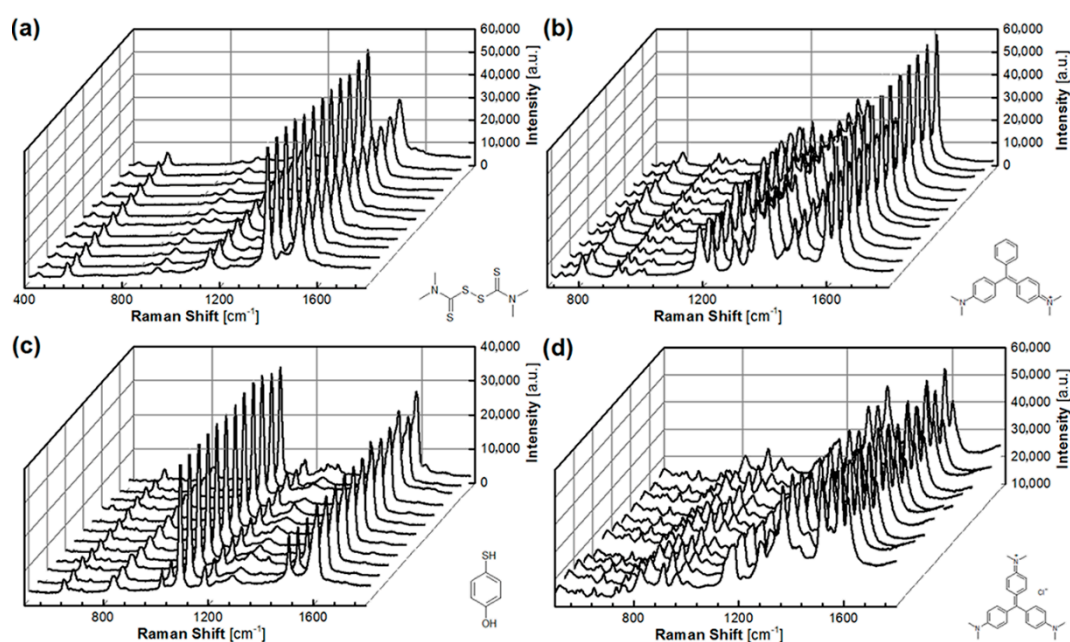 (a)
60,000
50,000
40,000
30,000
20,000
10,000
0
Intensity [a.u.]
400
800
1200
1600
Raman Shift [cm-1]
N
S
S
S
S
N
(b)
60,000
50,000
40,000
30,000
20,000
10,000
0
Intensity [a.u.]
800
1200
1600
Raman Shift [cm-1]
N
N
(c)
40,000
30,000
20,000
10,000
0
Intensity [a.u.]
800
1200
1600
Raman Shift [cm-1]
SH
OH
(d)
60,000
50,000
40,000
30,000
20,000
10,000
Intensity [a.u.]
800
1200
1600
Raman Shift [cm-1]
N
N
N